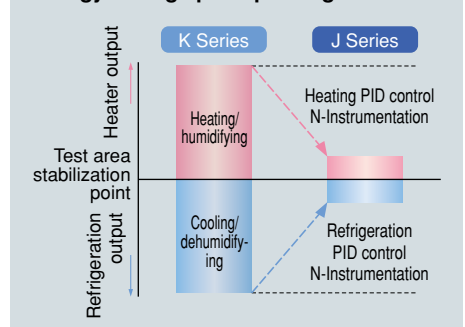 K Series
J Series
Heater output
Heating/
humidifying
Heating PID control
N-Instrumentation
Test area
stabilization
point
Cooling/
dehumidify-
ing
Refrigeration
PID control
N-Instrumentation
Refrigeration
output